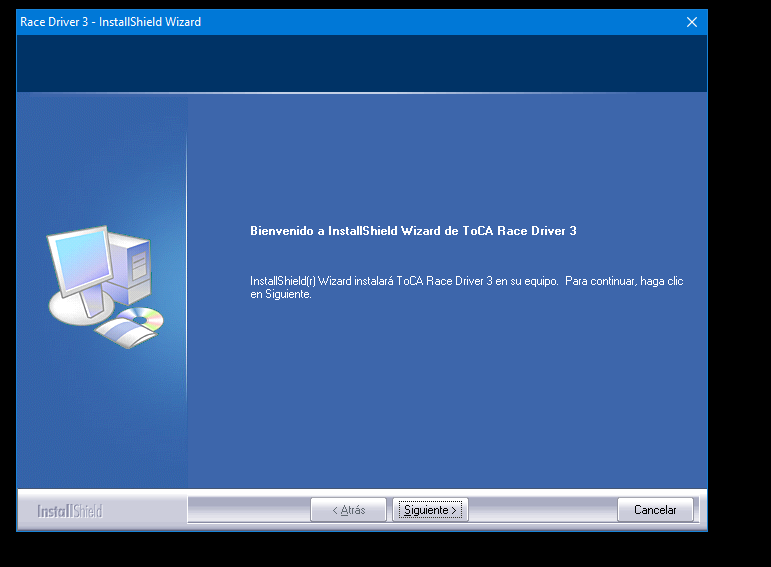 Race Driver 3 - InstallShield Wizard
Bienvenido a InstallShield Wizard de ToCA Race Driver 3
InstallShield(r) Wizard instalará ToCA Race Driver 3 en su equipo.  Para continuar, haga clic
en Siguiente.
InstallShield
< Atrás
Siguiente >
Cancelar